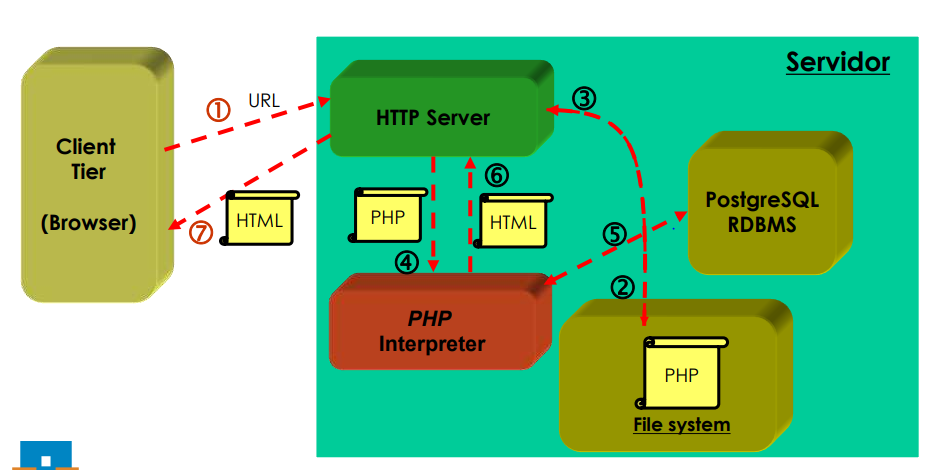 Servidor
① URL
HTTP Server
③
Client
Tier
(Browser)
⑦ HTML
PHP
⑥
HTML
④
PHP
Interpreter
PostgreSQL
RDBMS
⑤
②
PHP
File system